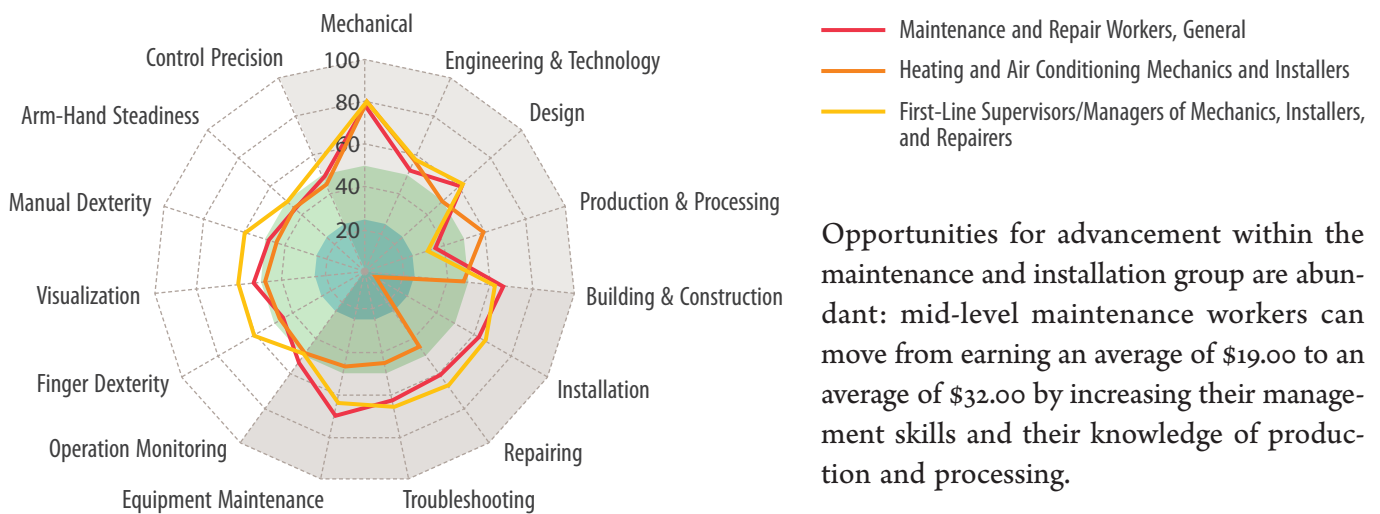 Mechanical
Control Precision
Engineering & Technology
Arm-Hand Steadiness
Design
Manual Dexterity
Production & Processing
Visualization
Building & Construction
Finger Dexterity
Installation
Operation Monitoring
Repairing
Equipment Maintenance
Troubleshooting
100
80
60
40
20
Maintenance and Repair Workers, General
Heating and Air Conditioning Mechanics and Installers
First-Line Supervisors/Managers of Mechanics, Installers,
and Repairers
Opportunities for advancement within the
maintenance and installation group are abun-
dant: mid-level maintenance workers can
move from earning an average of $19.00 to an
average of $32.00 by increasing their manage-
ment skills and their knowledge of produc-
tion and processing.